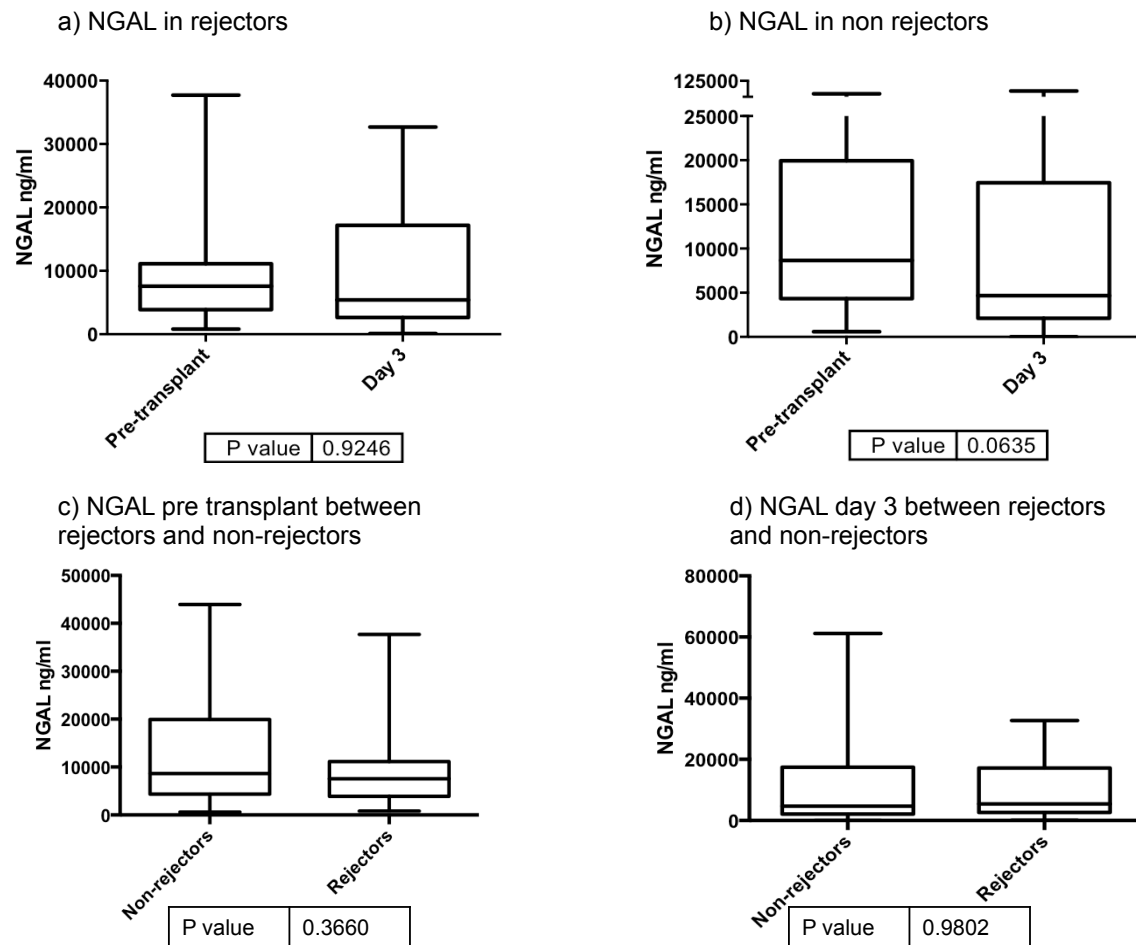 a) NGAL in rejectors
NGAL ng/ml
40000
30000
20000
10000
0
Pre-transplant
Day 3
P value 0.9246
b) NGAL in non rejectors
NGAL ng/ml
125000
25000
20000
15000
10000
5000
0
Pre-transplant
Day 3
P value 0.0635
c) NGAL pre transplant between
rejectors and non-rejectors
NGAL ng/ml
50000
40000
30000
20000
10000
0
Non-rejectors
Rejectors
P value 0.3660
d) NGAL day 3 between rejectors
and non-rejectors
NGAL ng/ml
80000
60000
40000
20000
0
Non-rejectors
Rejectors
P value 0.9802